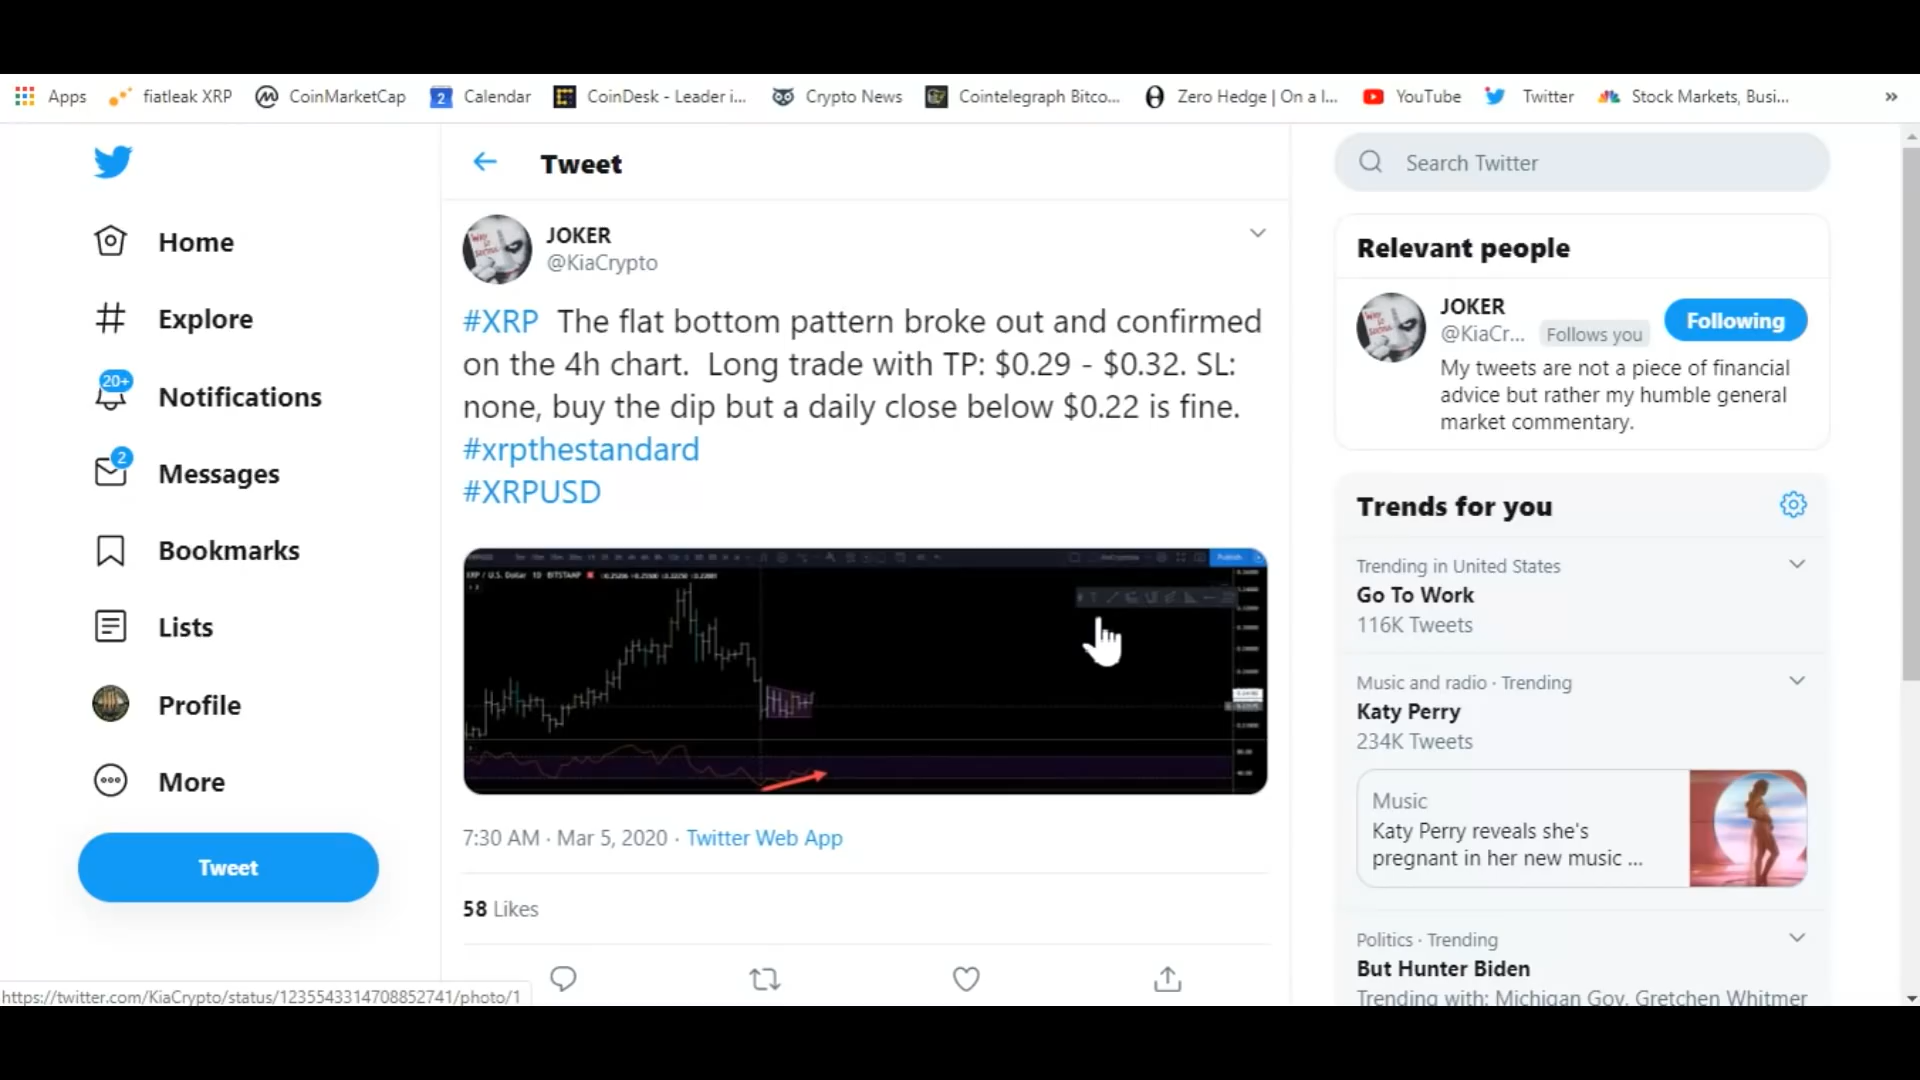 Apps fiatleak XRP CoinMarketCap 2 Calendar CoinDesk - Leader i... Crypto News Cointelegraph Bitco... Zero Hedge | On a l... YouTube Twitter Stock Markets, Busi... »
Tweet
Search Twitter
Home
Explore
20+
Notifications
2
Messages
Bookmarks
Lists
Profile
More
Tweet
JOKER
@KiaCrypto
#XRP The flat bottom pattern broke out and confirmed
on the 4h chart. Long trade with TP: $0.29 - $0.32. SL:
none, buy the dip but a daily close below $0.22 is fine.
#xrpthestandard
#XRPUSD
XRP / U.S. Dollar 1D BITSTAMP
Publish
7:30 AM · Mar 5, 2020 · Twitter Web App
58 Likes
Relevant people
JOKER
@KiaCr... Follows you
Following
My tweets are not a piece of financial
advice but rather my humble general
market commentary.
Trends for you
Trending in United States
Go To Work
116K Tweets
Music and radio · Trending
Katy Perry
234K Tweets
Music
Katy Perry reveals she's
pregnant in her new music ...
Politics · Trending
But Hunter Biden
Trending with: Michigan Gov. Gretchen Whitmer
https://twitter.com/KiaCrypto/status/1235543314708852741/photo/1